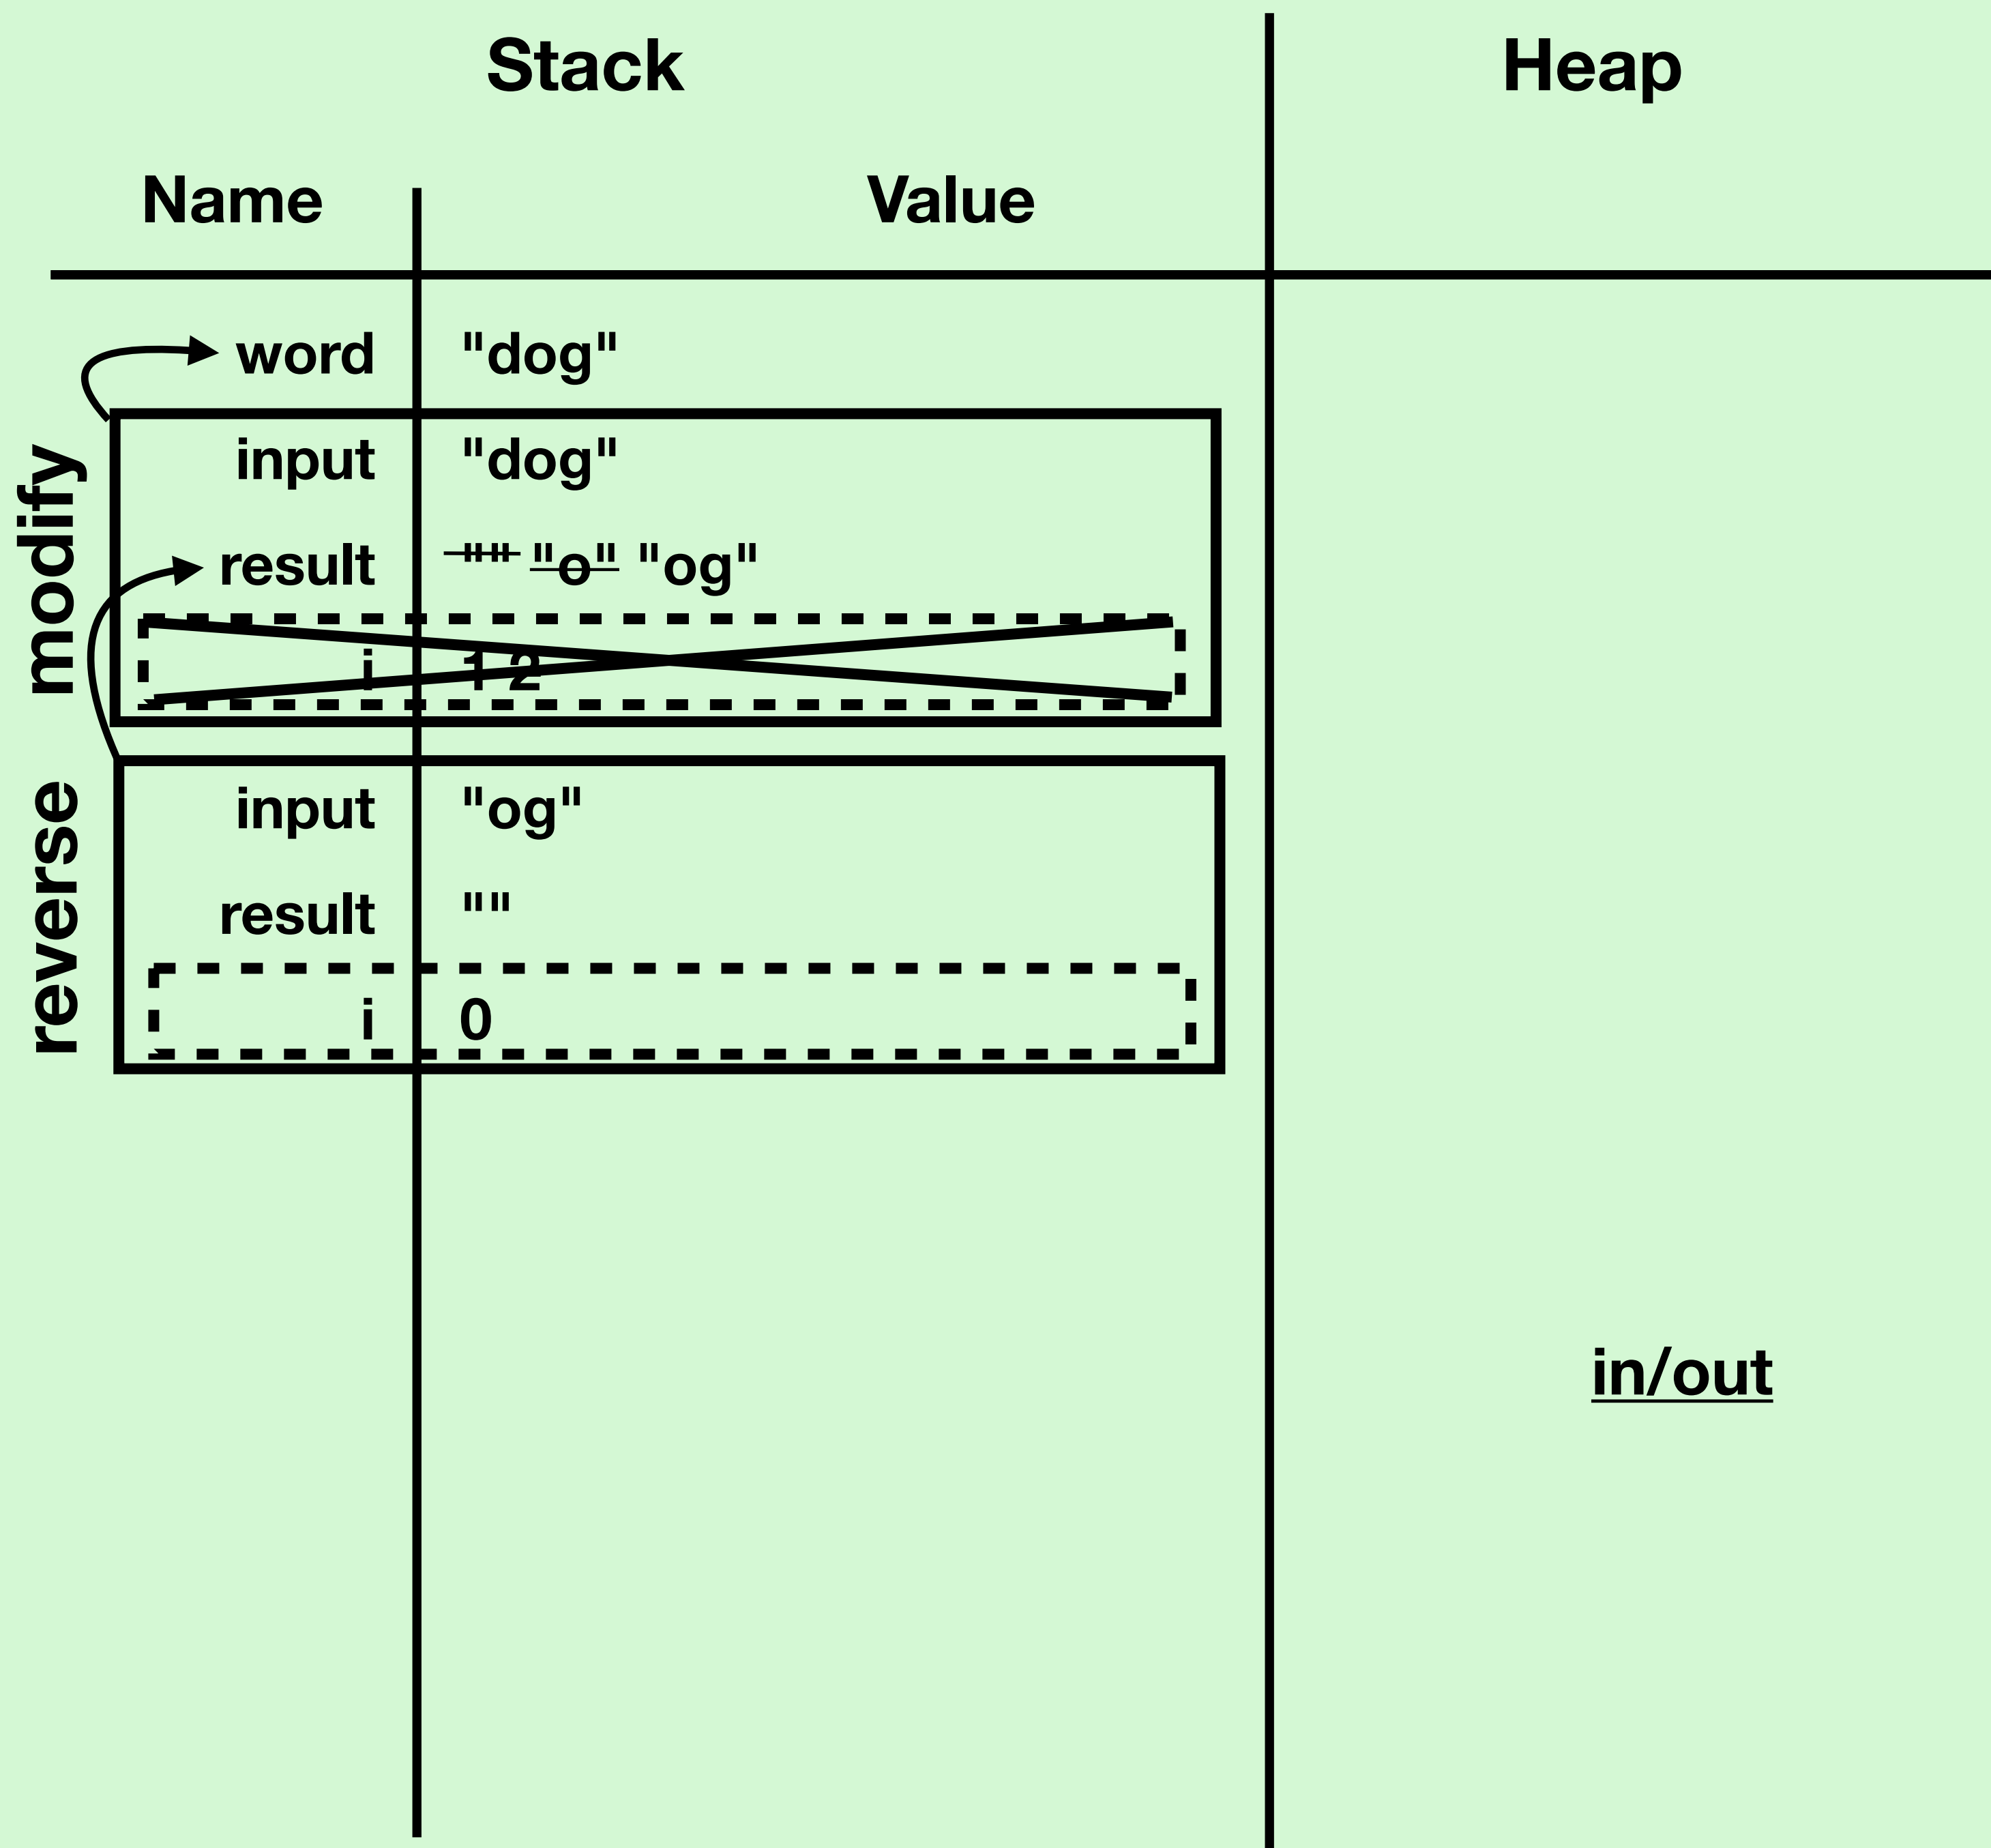 Stack Heap
Name Value
word "dog"
modify
input "dog"
result "" "o" "og"
i 1 2
reverse
input "og"
result ""
i 0
in/out